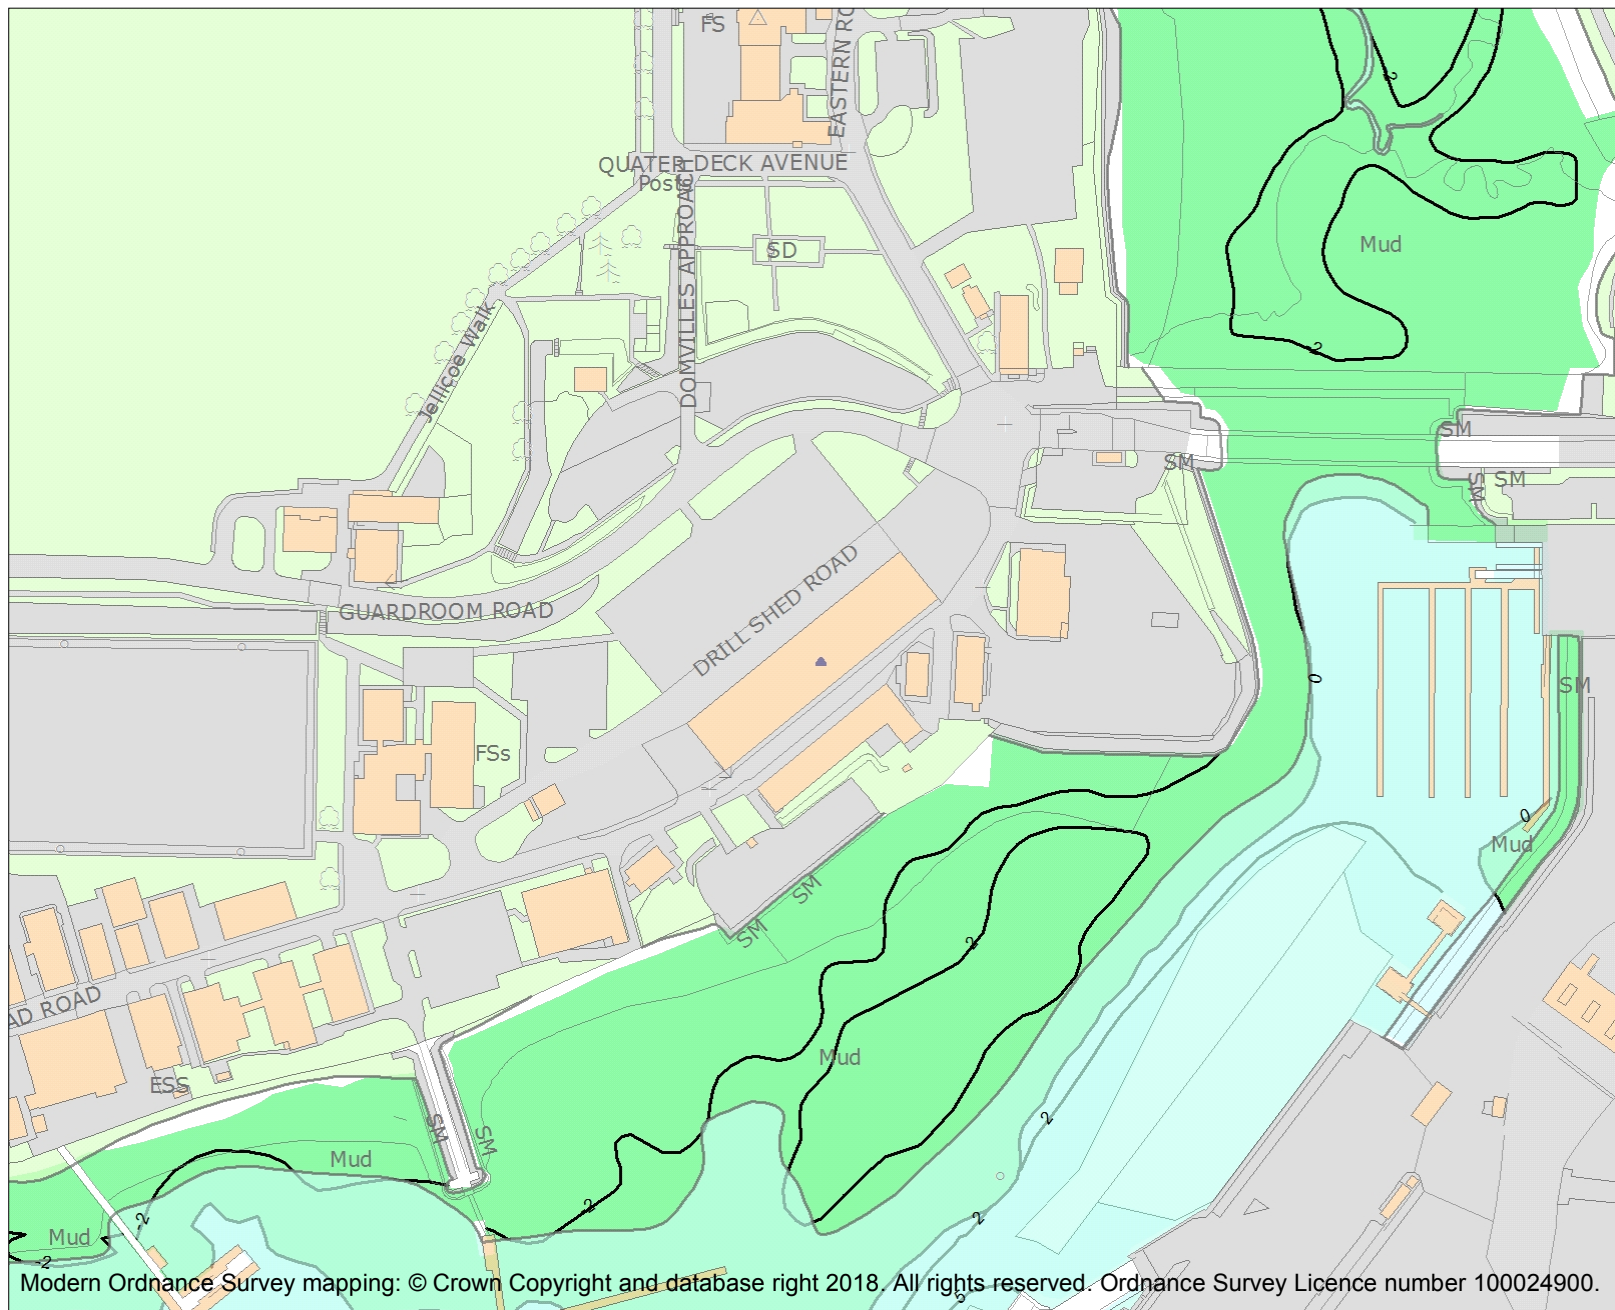 FS
EASTERN RO
QUATER DECK AVENUE
Posts
DOMVILLES APPROACH
SD
2
Mud
-2
Jellicoe Walk
SM
SM
SM
SM
GUARDROOM ROAD
DRILL SHED ROAD
0
SM
FSs
0
Mud
SM
SM
2
AD ROAD
Mud
ESS
SM
SM
2
Mud
2
-2
2
Mud
-2
5
Modern Ordnance Survey mapping: © Crown Copyright and database right 2018. All rights reserved. Ordnance Survey Licence number 100024900.